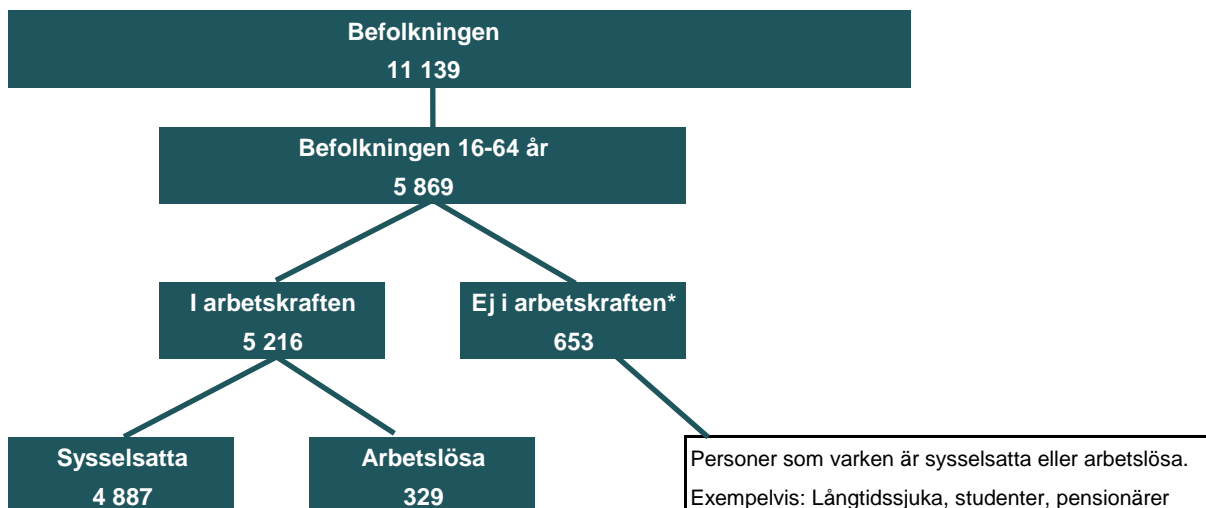 Befolkningen
11 139
Befolkningen 16-64 år
5 869
I arbetskraften
5 216
Ej i arbetskraften*
653
Sysselsatta
4 887
Arbetslösa
329
Personer som varken är sysselsatta eller arbetslösa.
Exempelvis: Långtidssjuka, studenter, pensionärer